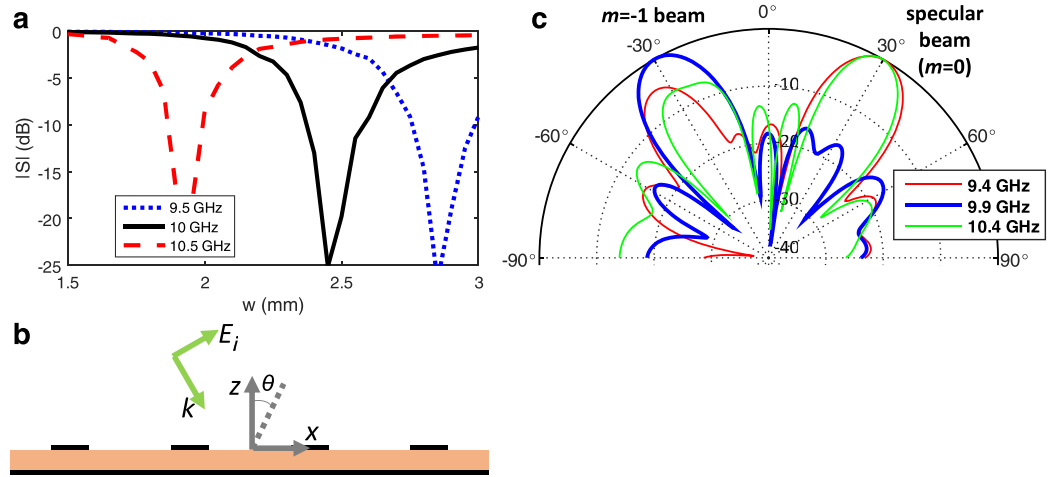 a
0
-5
-10
-15
-20
-25
|S| (dB)
9.5 GHz
10 GHz
10.5 GHz
1.5
2
2.5
3
w (mm)
b
E_i
k
z
θ
x
c
m=-1 beam
0°
specular
beam
(m=0)
-30°
30°
-60°
60°
-90°
90°
-10
-20
-30
-40
9.4 GHz
9.9 GHz
10.4 GHz